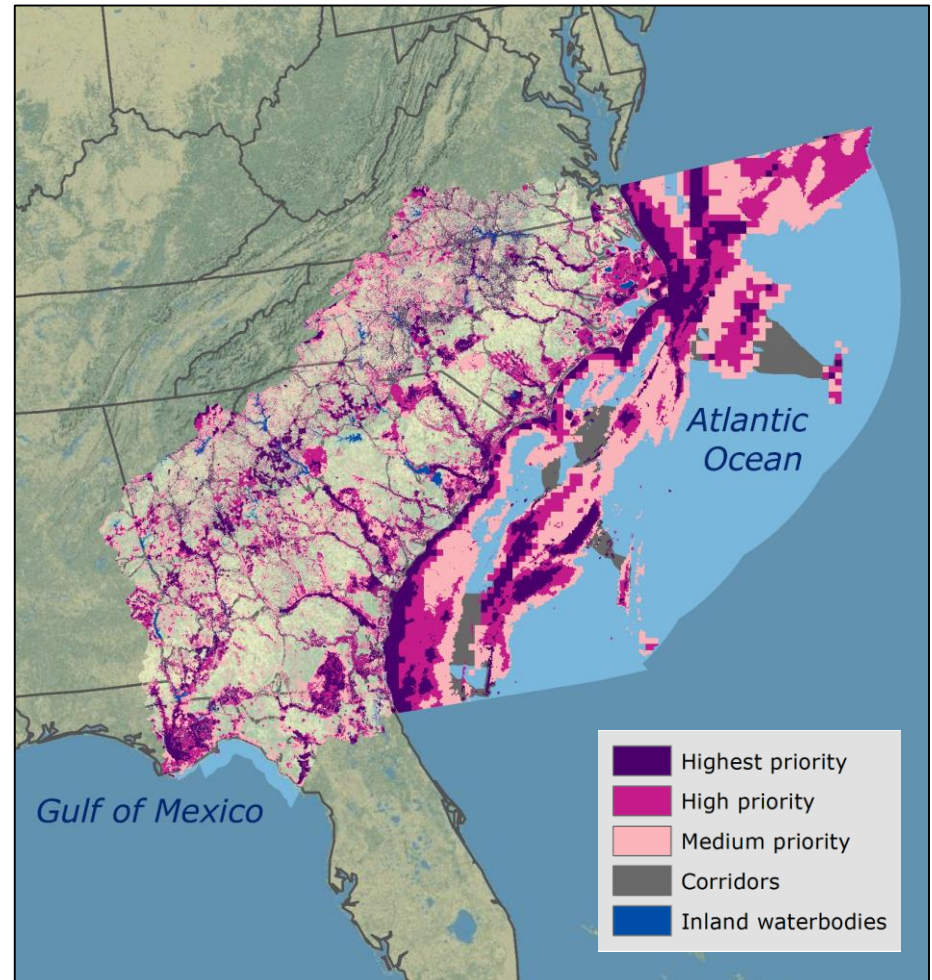 Atlantic
Ocean
Gulf of Mexico
Highest priority
High priority
Medium priority
Corridors
Inland waterbodies